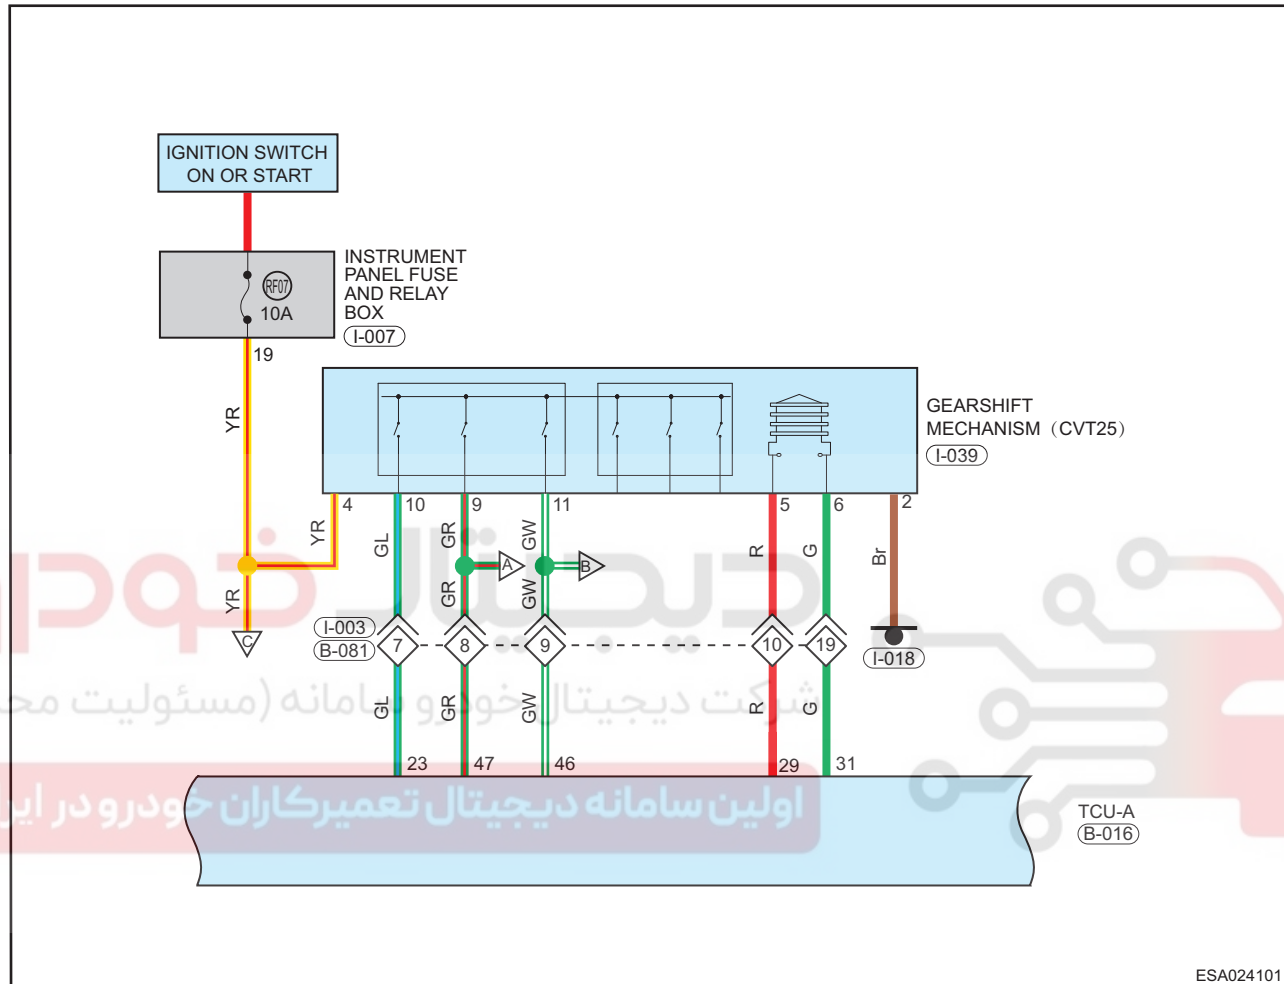 IGNITION SWITCH
ON OR START
RF07
10A
INSTRUMENT
PANEL FUSE
AND RELAY
BOX
I-007
19
YR
YR
YR
C
GEARSHIFT
MECHANISM（CVT25）
I-039
4
10
9
11
5
6
2
GL
GR
GW
R
G
Br
A
B
GR
GW
I-003
B-081
7
8
9
10
19
I-018
GL
GR
GW
R
G
23
47
46
29
31
TCU-A
B-016
دیجیتال خودرو
شرکت دیجیتال خودرو سامانه (مسئولیت
اولین سامانه دیجیتال تعمیرکاران خودرو در
ESA024101